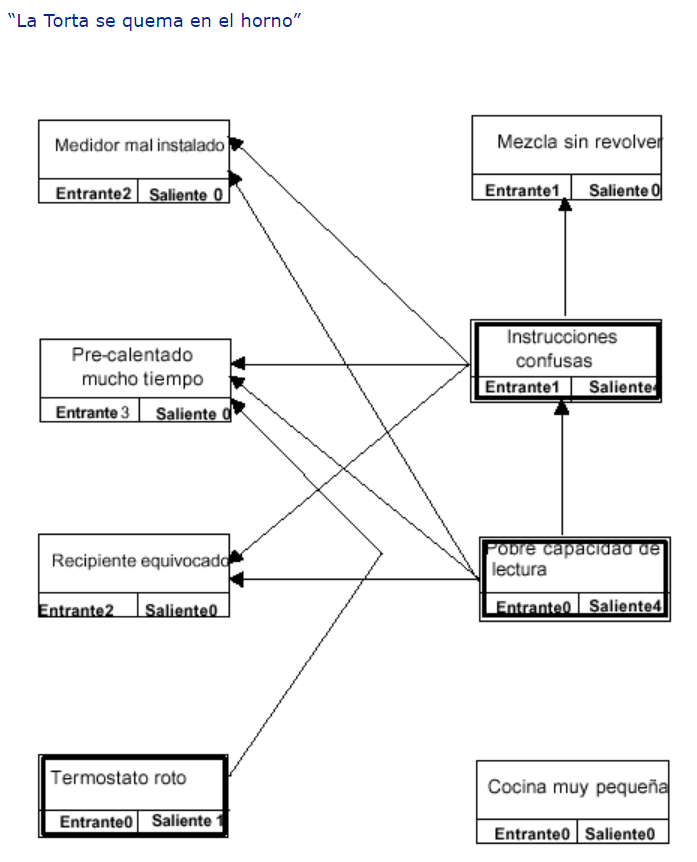 “La Torta se quema en el horno”
Medidor mal instalado
Entrante2 Saliente 0
Mezcla sin revolver
Entrante1 Saliente0
Pre-calentado
mucho tiempo
Entrante 3 Saliente 0
Instrucciones
confusas
Entrante1 Saliente4
Recipiente equivocado
Entrante2 Saliente0
Pobre capacidad de
lectura
Entrante0 Saliente4
Termostato roto
Entrante0 Saliente 1
Cocina muy pequeña
Entrante0 Saliente0